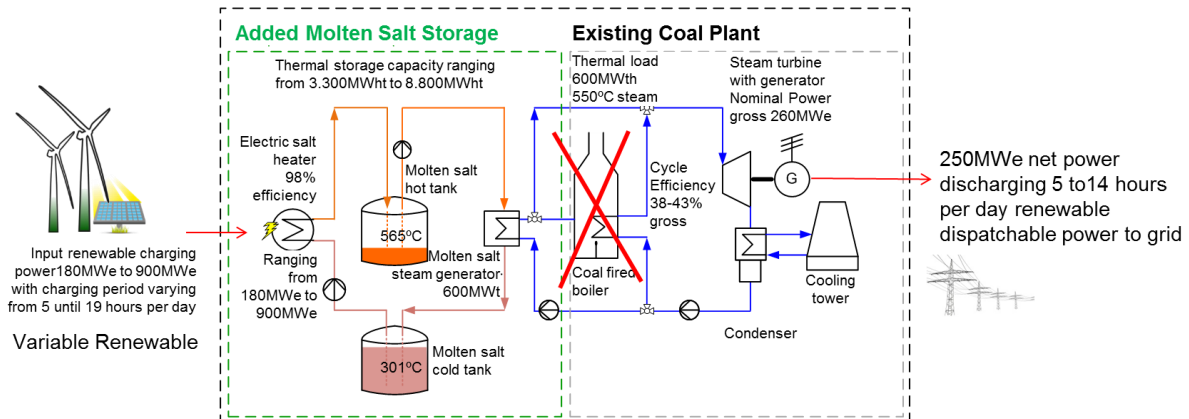 Added Molten Salt Storage
Existing Coal Plant
Thermal storage capacity ranging
from 3.300MWht to 8.800MWht
Thermal load
600MWth
550ºC steam
Steam turbine
with generator
Nominal Power
gross 260MWe
Electric salt
heater
98%
efficiency
Molten salt
hot tank
Cycle
Efficiency
38-43%
gross
G
250MWe net power
discharging 5 to14 hours
per day renewable
dispatchable power to grid
565ºC
Input renewable charging
power180MWe to 900MWe
with charging period varying
from 5 until 19 hours per day
Variable Renewable
Ranging
from
180MWe to
900MWe
Molten salt
steam generator
600MWt
Coal fired
boiler
Cooling
tower
Condenser
301ºC
Molten salt
cold tank